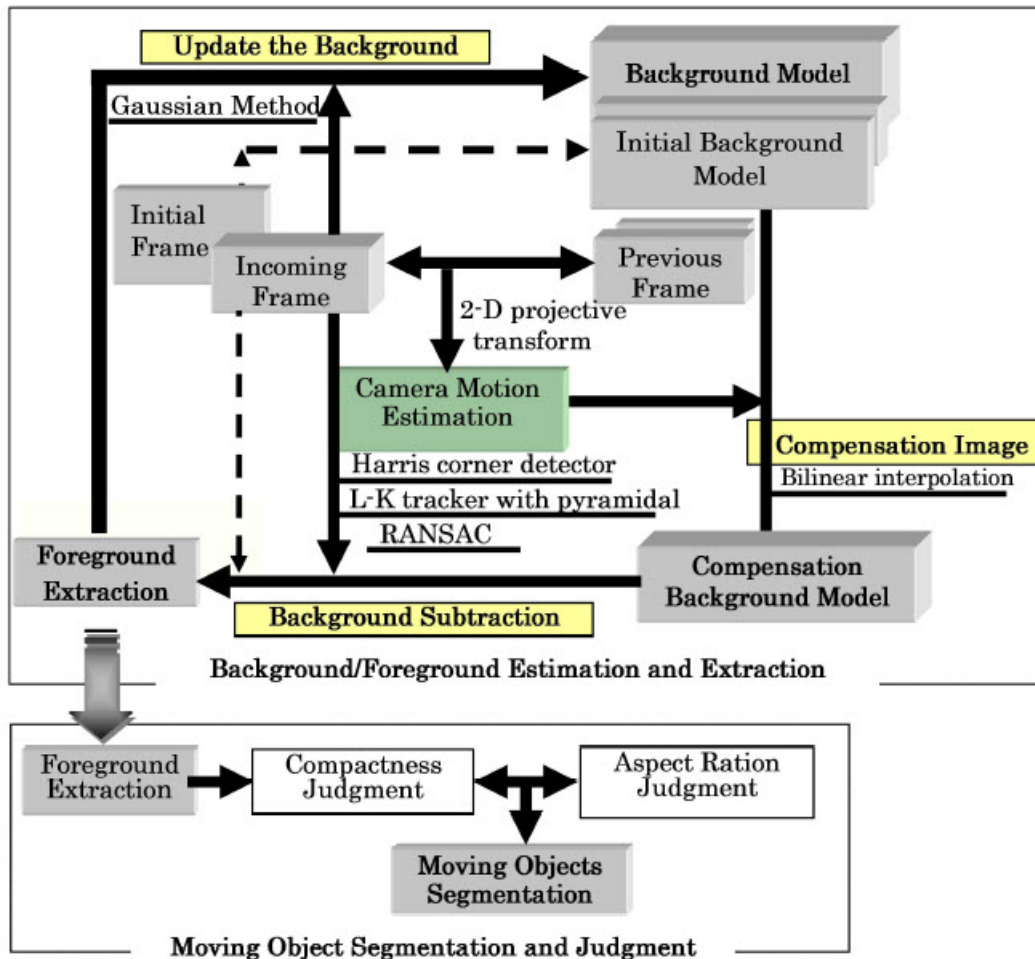 Update the Background
Background Model
Gaussian Method
Initial Background
Model
Initial
Frame
Incoming
Frame
Previous
Frame
2-D projective
transform
Camera Motion
Estimation
Compensation Image
Harris corner detector
Bilinear interpolation
L-K tracker with pyramidal
RANSAC
Foreground
Extraction
Compensation
Background Model
Background Subtraction
Background/Foreground Estimation and Extraction
Foreground
Extraction
Compactness
Judgment
Aspect Ration
Judgment
Moving Objects
Segmentation
Moving Object Segmentation and Judgment